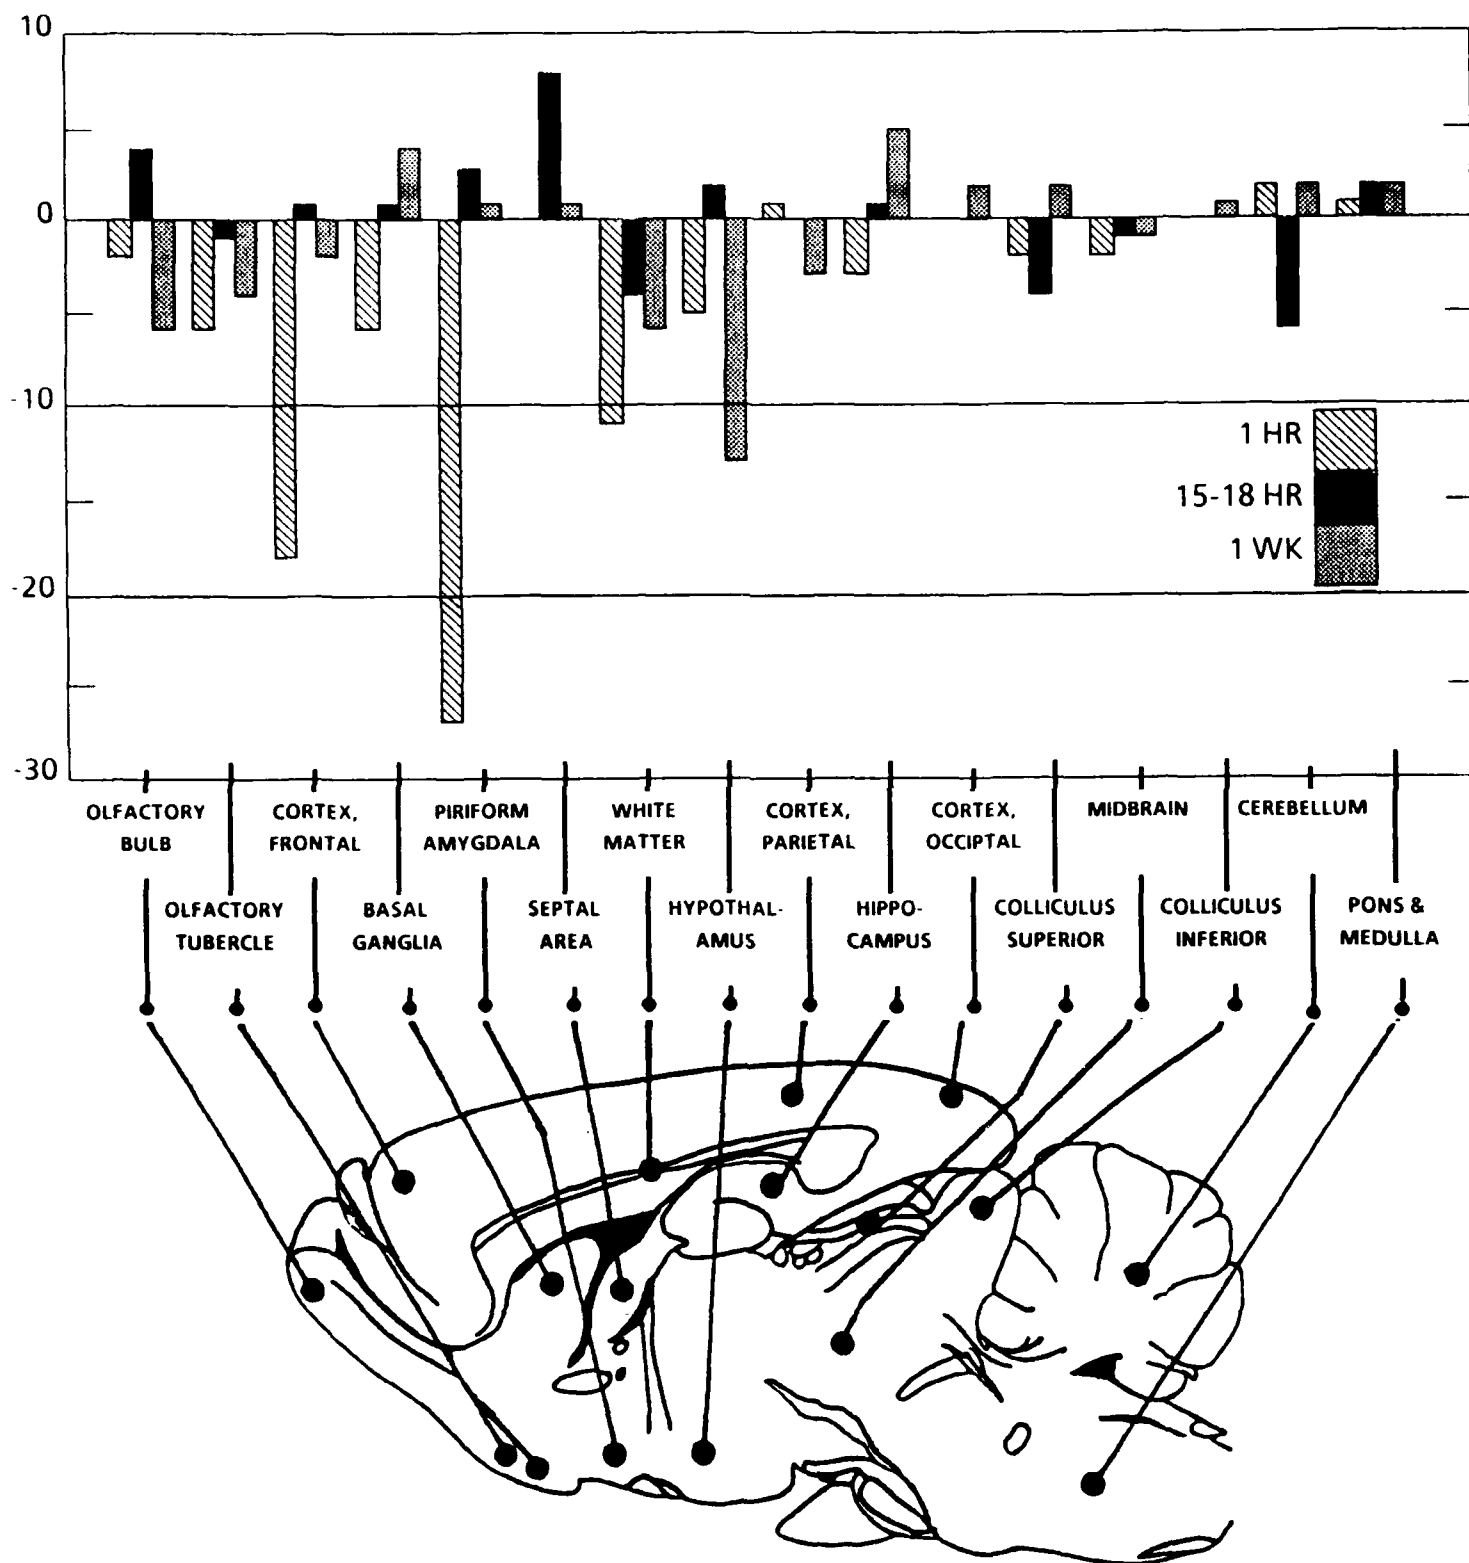 10
0
-10
-20
-30
1 HR
15-18 HR
1 WK
OLFACTORY
BULB
CORTEX,
FRONTAL
PIRIFORM
AMYGDALA
WHITE
MATTER
CORTEX,
PARIETAL
CORTEX,
OCCIPTAL
MIDBRAIN
CEREBELLUM
OLFACTORY
TUBERCLE
BASAL
GANGLIA
SEPTAL
AREA
HYPOTHAL-
AMUS
HIPPO-
CAMPUS
COLLICULUS
SUPERIOR
COLLICULUS
INFERIOR
PONS &
MEDULLA